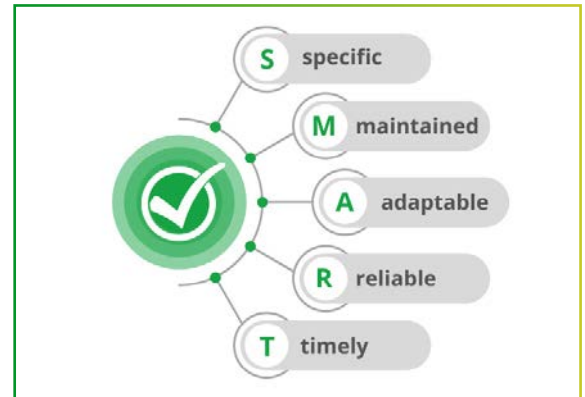 S specific
M maintained
A adaptable
R reliable
T timely